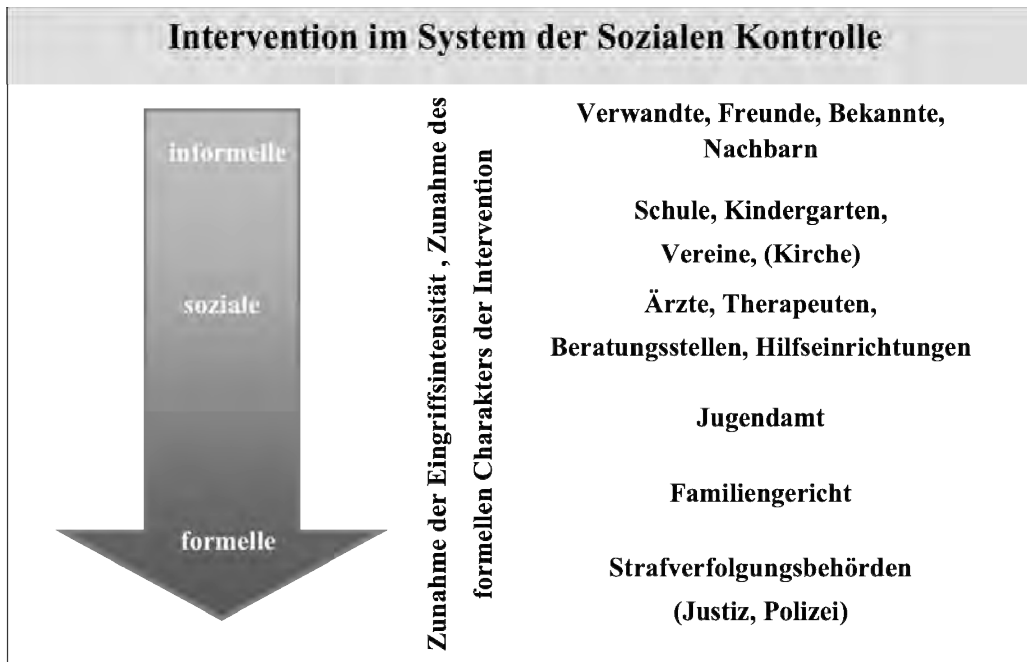 Intervention im System der Sozialen Kontrolle
informelle
soziale
formelle
Zunahme der Eingriffsintensität , Zunahme des
formellen Charakters der Intervention
Verwandte, Freunde, Bekannte,
Nachbarn
Schule, Kindergarten,
Vereine, (Kirche)
Ärzte, Therapeuten,
Beratungsstellen, Hilfseinrichtungen
Jugendamt
Familiengericht
Strafverfolgungsbehörden
(Justiz, Polizei)